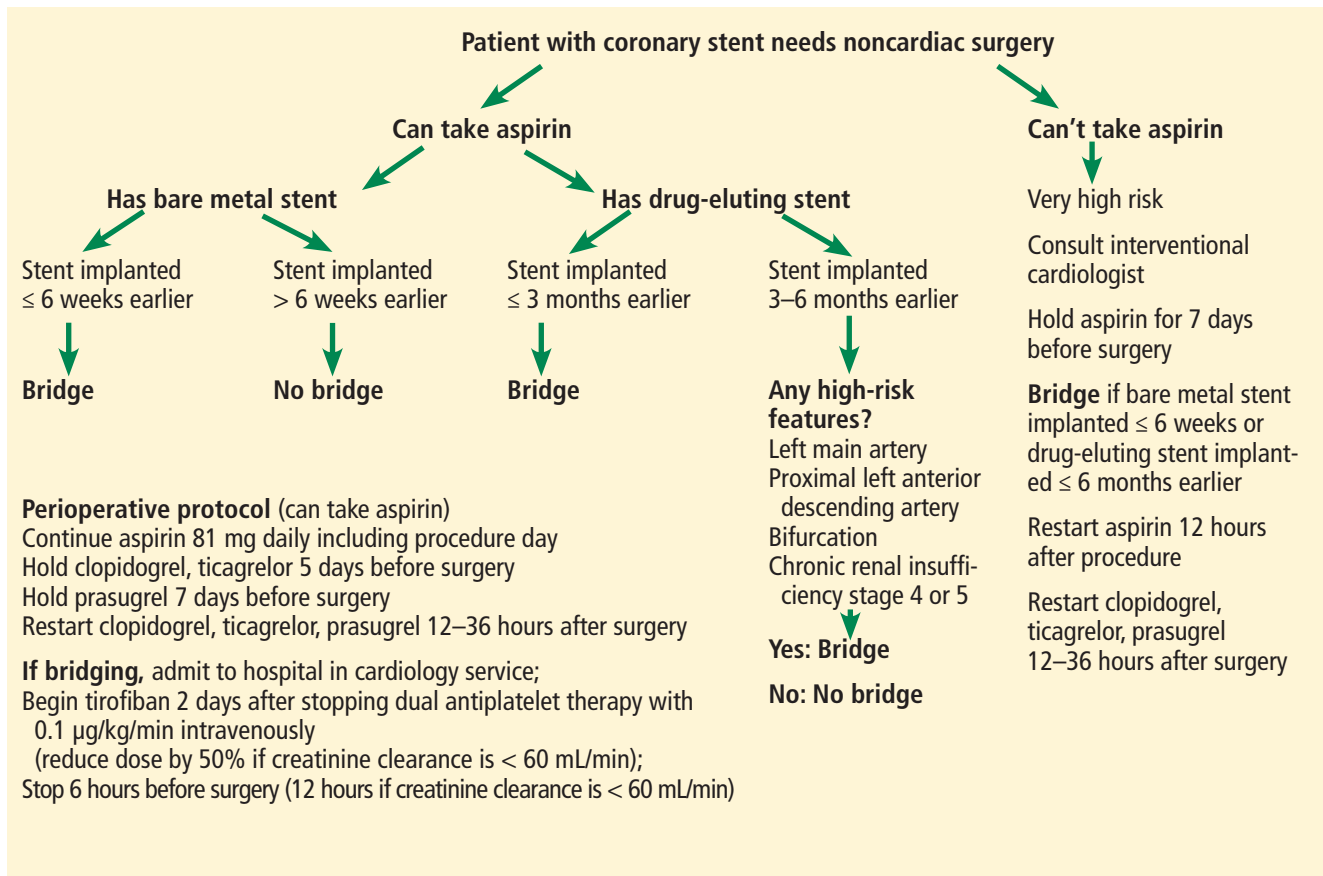 Patient with coronary stent needs noncardiac surgery
Can take aspirin
Can't take aspirin
Has bare metal stent
Has drug-eluting stent
Stent implanted
≤ 6 weeks earlier
Bridge
Stent implanted
> 6 weeks earlier
No bridge
Stent implanted
≤ 3 months earlier
Bridge
Stent implanted
3–6 months earlier
Any high-risk
features?
Left main artery
Proximal left anterior
descending artery
Bifurcation
Chronic renal insuffi-
ciency stage 4 or 5
Yes: Bridge
No: No bridge
Very high risk
Consult interventional
cardiologist
Hold aspirin for 7 days
before surgery
Bridge if bare metal stent
implanted ≤ 6 weeks or
drug-eluting stent implant-
ed ≤ 6 months earlier
Restart aspirin 12 hours
after procedure
Restart clopidogrel,
ticagrelor, prasugrel
12–36 hours after surgery
Perioperative protocol (can take aspirin)
Continue aspirin 81 mg daily including procedure day
Hold clopidogrel, ticagrelor 5 days before surgery
Hold prasugrel 7 days before surgery
Restart clopidogrel, ticagrelor, prasugrel 12–36 hours after surgery
If bridging, admit to hospital in cardiology service;
Begin tirofiban 2 days after stopping dual antiplatelet therapy with
0.1 µg/kg/min intravenously
(reduce dose by 50% if creatinine clearance is < 60 mL/min);
Stop 6 hours before surgery (12 hours if creatinine clearance is < 60 mL/min)